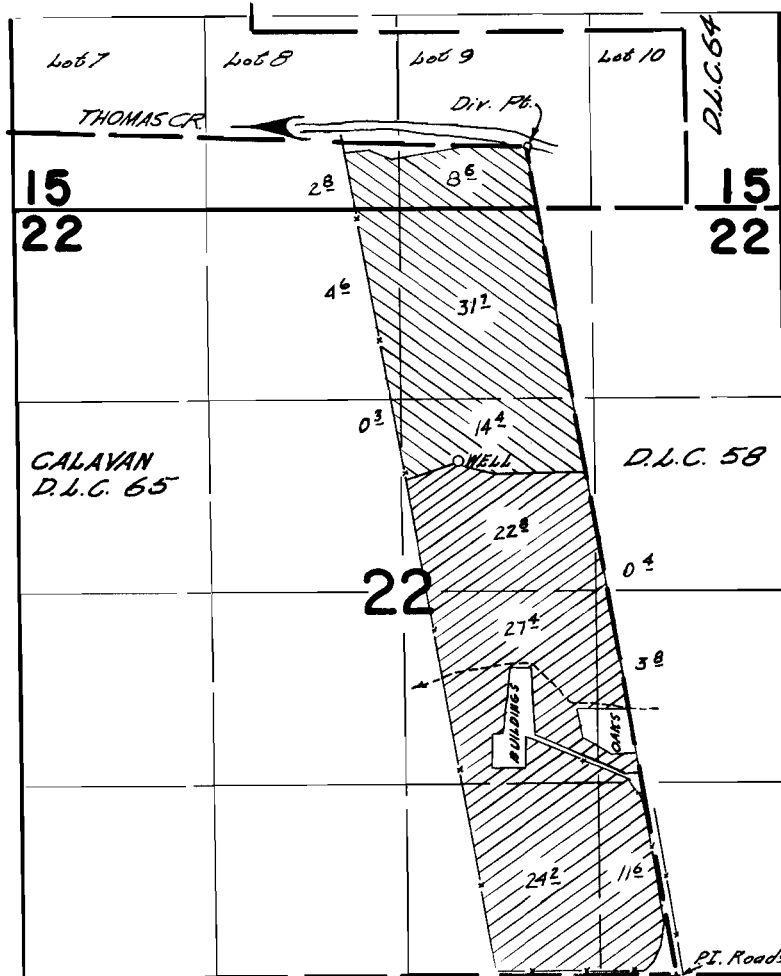 Lot 7 Lot 8 Lot 9 Lot 10
D.L.C. 64
Div. Pt.
THOMAS CR.
15 15
2 8 8 6
22 22
4 6 31 7
0 3 14 4
WELL
CALAVAN
D.L.C. 65
D.L.C. 58
22 8
22
0 4
27 4
3 8
BUILDINGS
OAKS
24 2 11 6
P.I. Roads